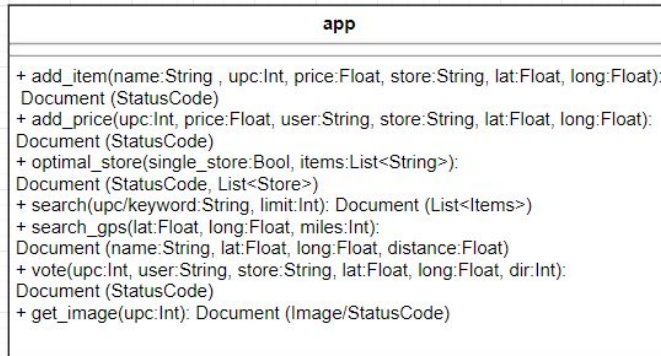 app
+ add_item(name:String , upc:Int, price:Float, store:String, lat:Float, long:Float):
Document (StatusCode)
+ add_price(upc:Int, price:Float, user:String, store:String, lat:Float, long:Float):
Document (StatusCode)
+ optimal_store(single_store:Bool, items:List<String>):
Document (StatusCode, List<Store>)
+ search(upc/keyword:String, limit:Int): Document (List<Items>)
+ search_gps(lat:Float, long:Float, miles:Int):
Document (name:String, lat:Float, long:Float, distance:Float)
+ vote(upc:Int, user:String, store:String, lat:Float, long:Float, dir:Int):
Document (StatusCode)
+ get_image(upc:Int): Document (Image/StatusCode)